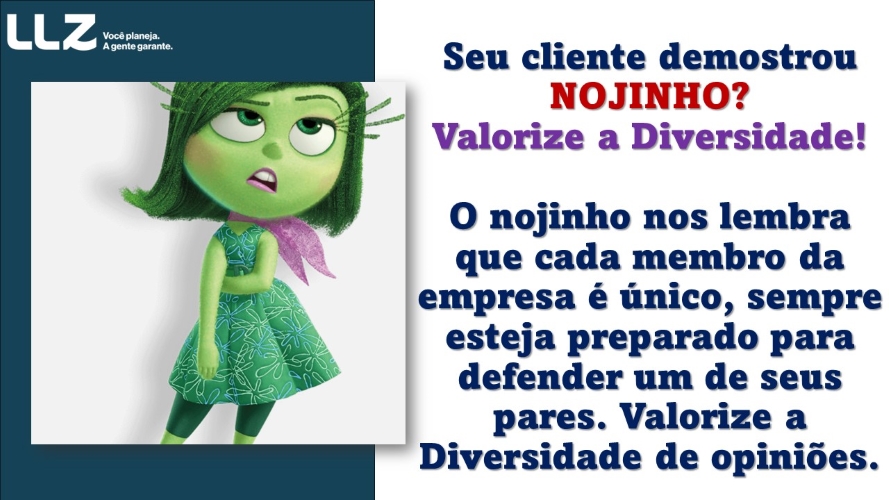 LLZ
Você planeja.
A gente garante.
Seu cliente demostrou
NOJINHO?
Valorize a Diversidade!
O nojinho nos lembra
que cada membro da
empresa é único, sempre
esteja preparado para
defender um de seus
pares. Valorize a
Diversidade de opiniões.